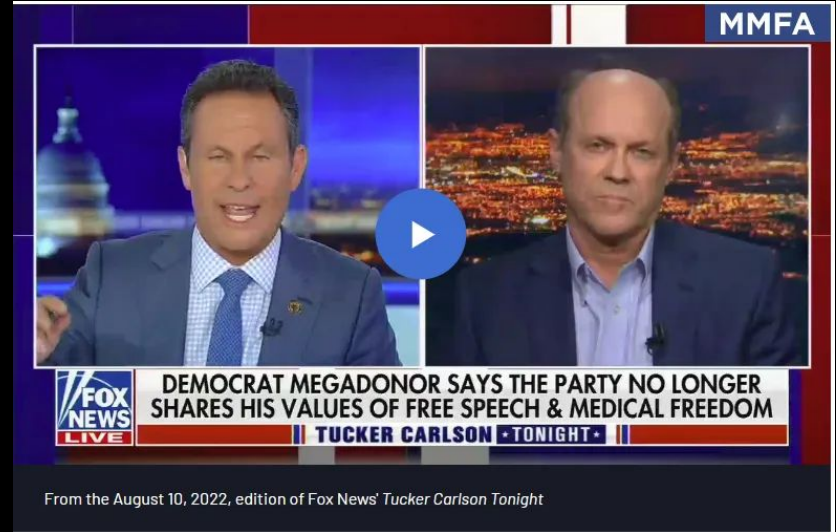 MMFA
DEMOCRAT MEGADONOR SAYS THE PARTY NO LONGER
SHARES HIS VALUES OF FREE SPEECH & MEDICAL FREEDOM
FOX
NEWS
LIVE
TUCKER CARLSON TONIGHT
From the August 10, 2022, edition of Fox News' Tucker Carlson Tonight